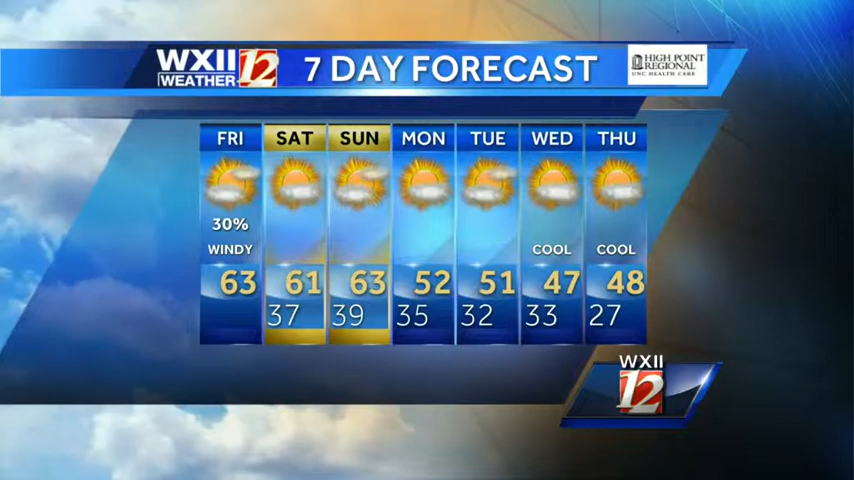 WXII 12
WEATHER
7 DAY FORECAST
HIGH POINT
REGIONAL
UNC HEALTH CARE
FRI SAT SUN MON TUE WED THU
30%
WINDY COOL COOL
63 61 63 52 51 47 48
37 39 35 32 33 27
WXII
12